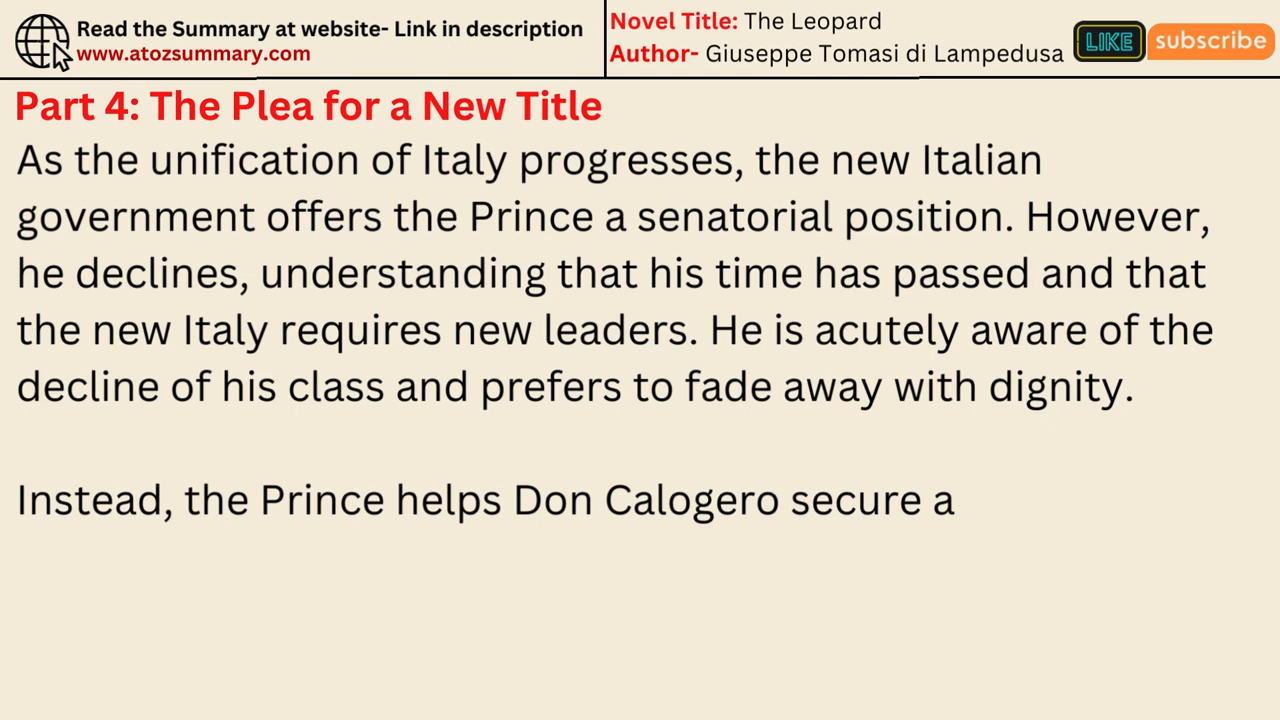 Read the Summary at website- Link in description
www.atozsummary.com
Novel Title: The Leopard
Author- Giuseppe Tomasi di Lampedusa
LIKE
subscribe
Part 4: The Plea for a New Title
As the unification of Italy progresses, the new Italian
government offers the Prince a senatorial position. However,
he declines, understanding that his time has passed and that
the new Italy requires new leaders. He is acutely aware of the
decline of his class and prefers to fade away with dignity.
Instead, the Prince helps Don Calogero secure a